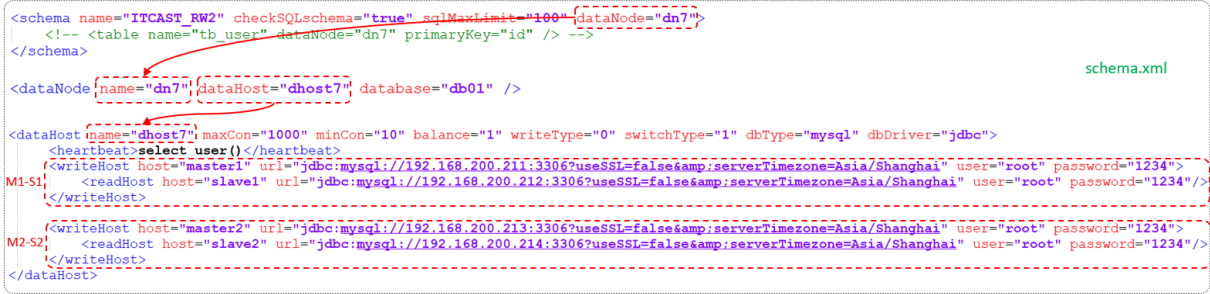 <schema name="ITCAST_RW2" checkSQLschema="true" sqlMaxLimit="100" dataNode="dn7">
<!-- <table name="tb_user" dataNode="dn7" primaryKey="id" /> -->
</schema>
schema.xml
<dataNode name="dn7" dataHost="dhost7" database="db01" />
<dataHost name="dhost7" maxCon="1000" minCon="10" balance="1" writeType="0" switchType="1" dbType="mysql" dbDriver="jdbc">
<heartbeat>select user()</heartbeat>
<writeHost host="master1" url="jdbc:mysql://192.168.200.211:3306?useSSL=false&amp;serverTimezone=Asia/Shanghai" user="root" password="1234">
M1-S1 <readHost host="slave1" url="jdbc:mysql://192.168.200.212:3306?useSSL=false&amp;serverTimezone=Asia/Shanghai" user="root" password="1234"/>
</writeHost>
<writeHost host="master2" url="jdbc:mysql://192.168.200.213:3306?useSSL=false&amp;serverTimezone=Asia/Shanghai" user="root" password="1234">
M2-S2 <readHost host="slave2" url="jdbc:mysql://192.168.200.214:3306?useSSL=false&amp;serverTimezone=Asia/Shanghai" user="root" password="1234"/>
</writeHost>
</dataHost>